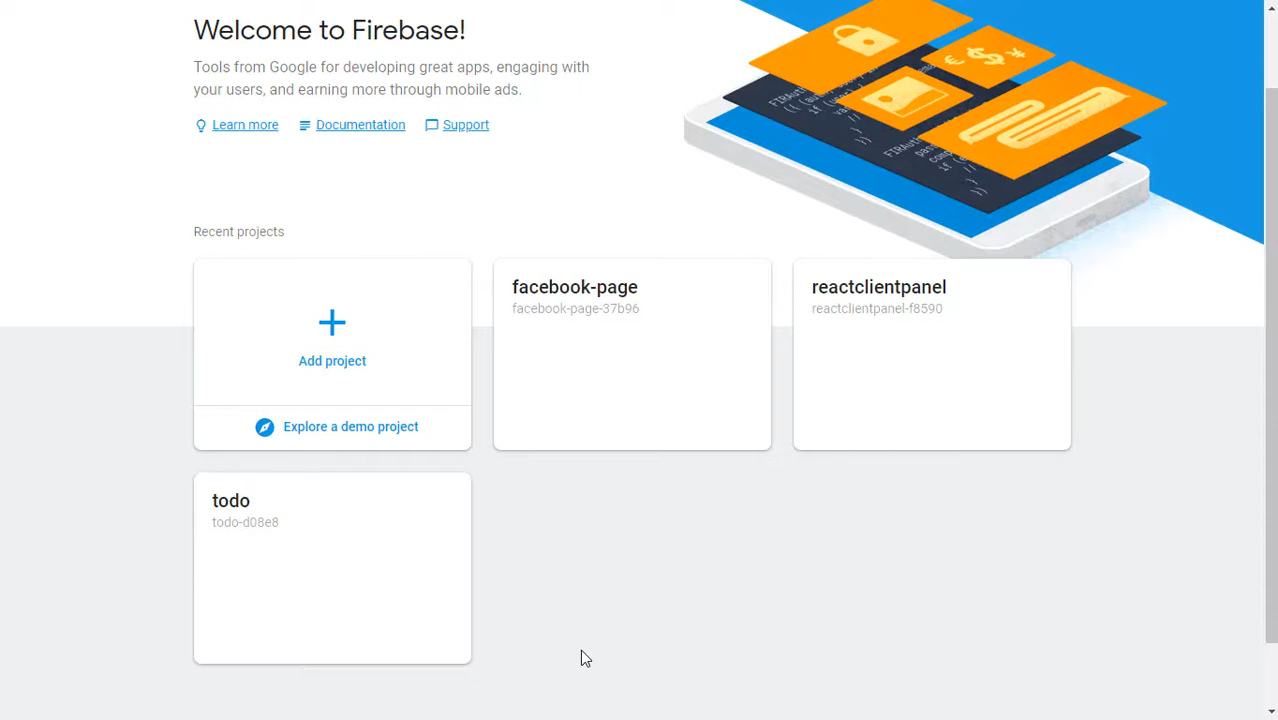 Welcome to Firebase!
Tools from Google for developing great apps, engaging with
your users, and earning more through mobile ads.
Learn more Documentation Support
Recent projects
Add project
Explore a demo project
facebook-page
facebook-page-37b96
reactclientpanel
reactclientpanel-f8590
todo
todo-d08e8